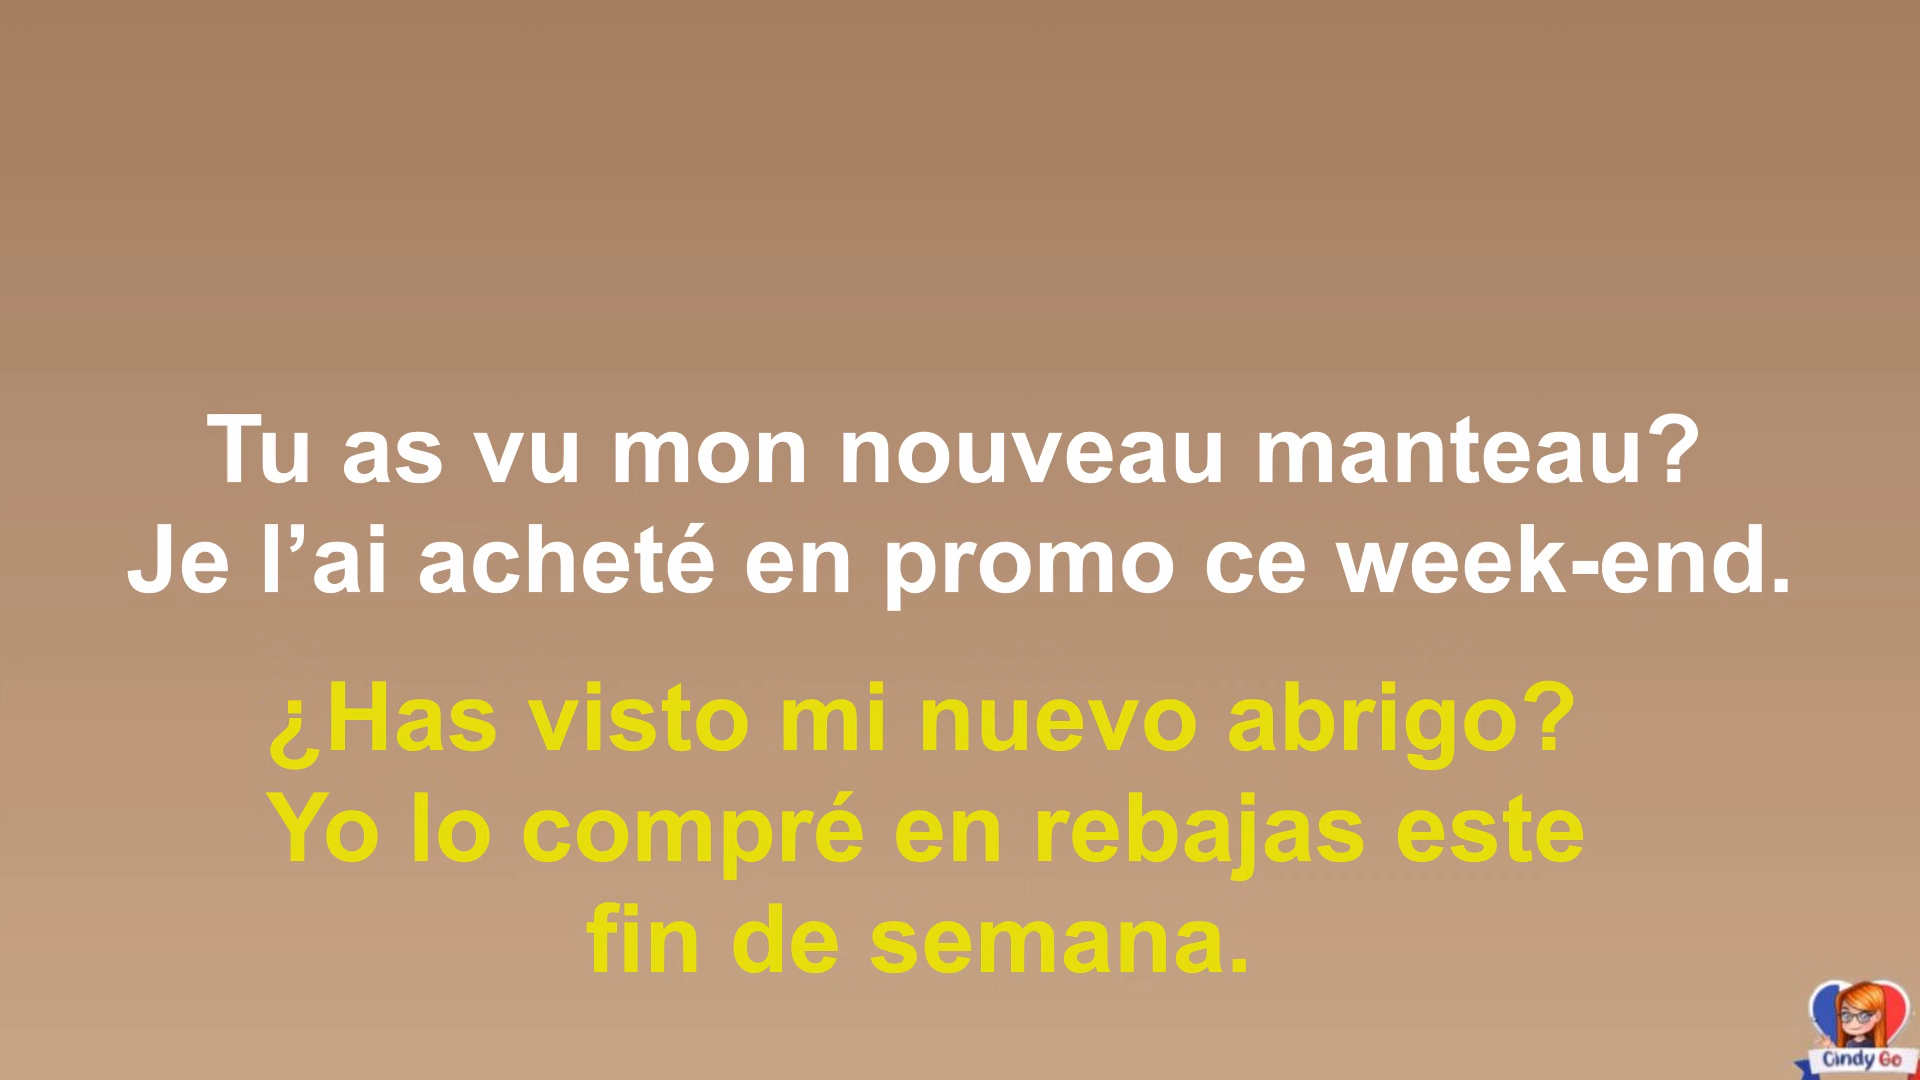 Tu as vu mon nouveau manteau?
Je l’ai acheté en promo ce week-end.
¿Has visto mi nuevo abrigo?
Yo lo compré en rebajas este
fin de semana.
Cindy Go